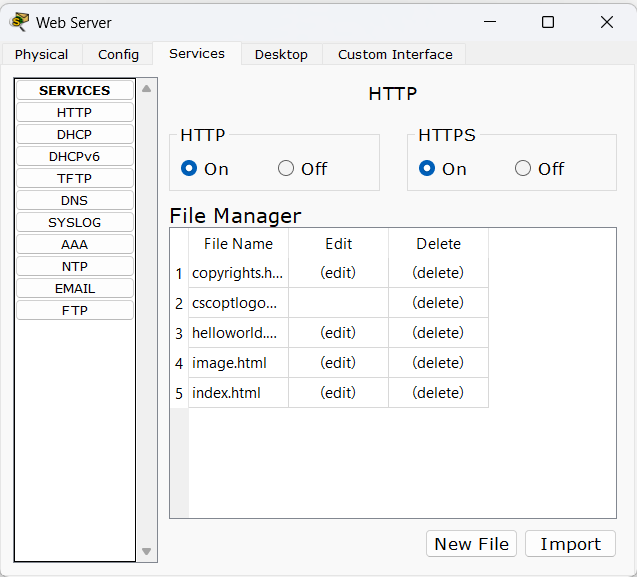 Web Server
Physical Config Services Desktop Custom Interface
SERVICES
HTTP
DHCP
DHCPv6
TFTP
DNS
SYSLOG
AAA
NTP
EMAIL
FTP
HTTP
HTTP
On Off
HTTPS
On Off
File Manager
File Name Edit Delete
1 copyrights.h... (edit) (delete)
2 cscoptlogo... (delete)
3 helloworld.... (edit) (delete)
4 image.html (edit) (delete)
5 index.html (edit) (delete)
New File Import